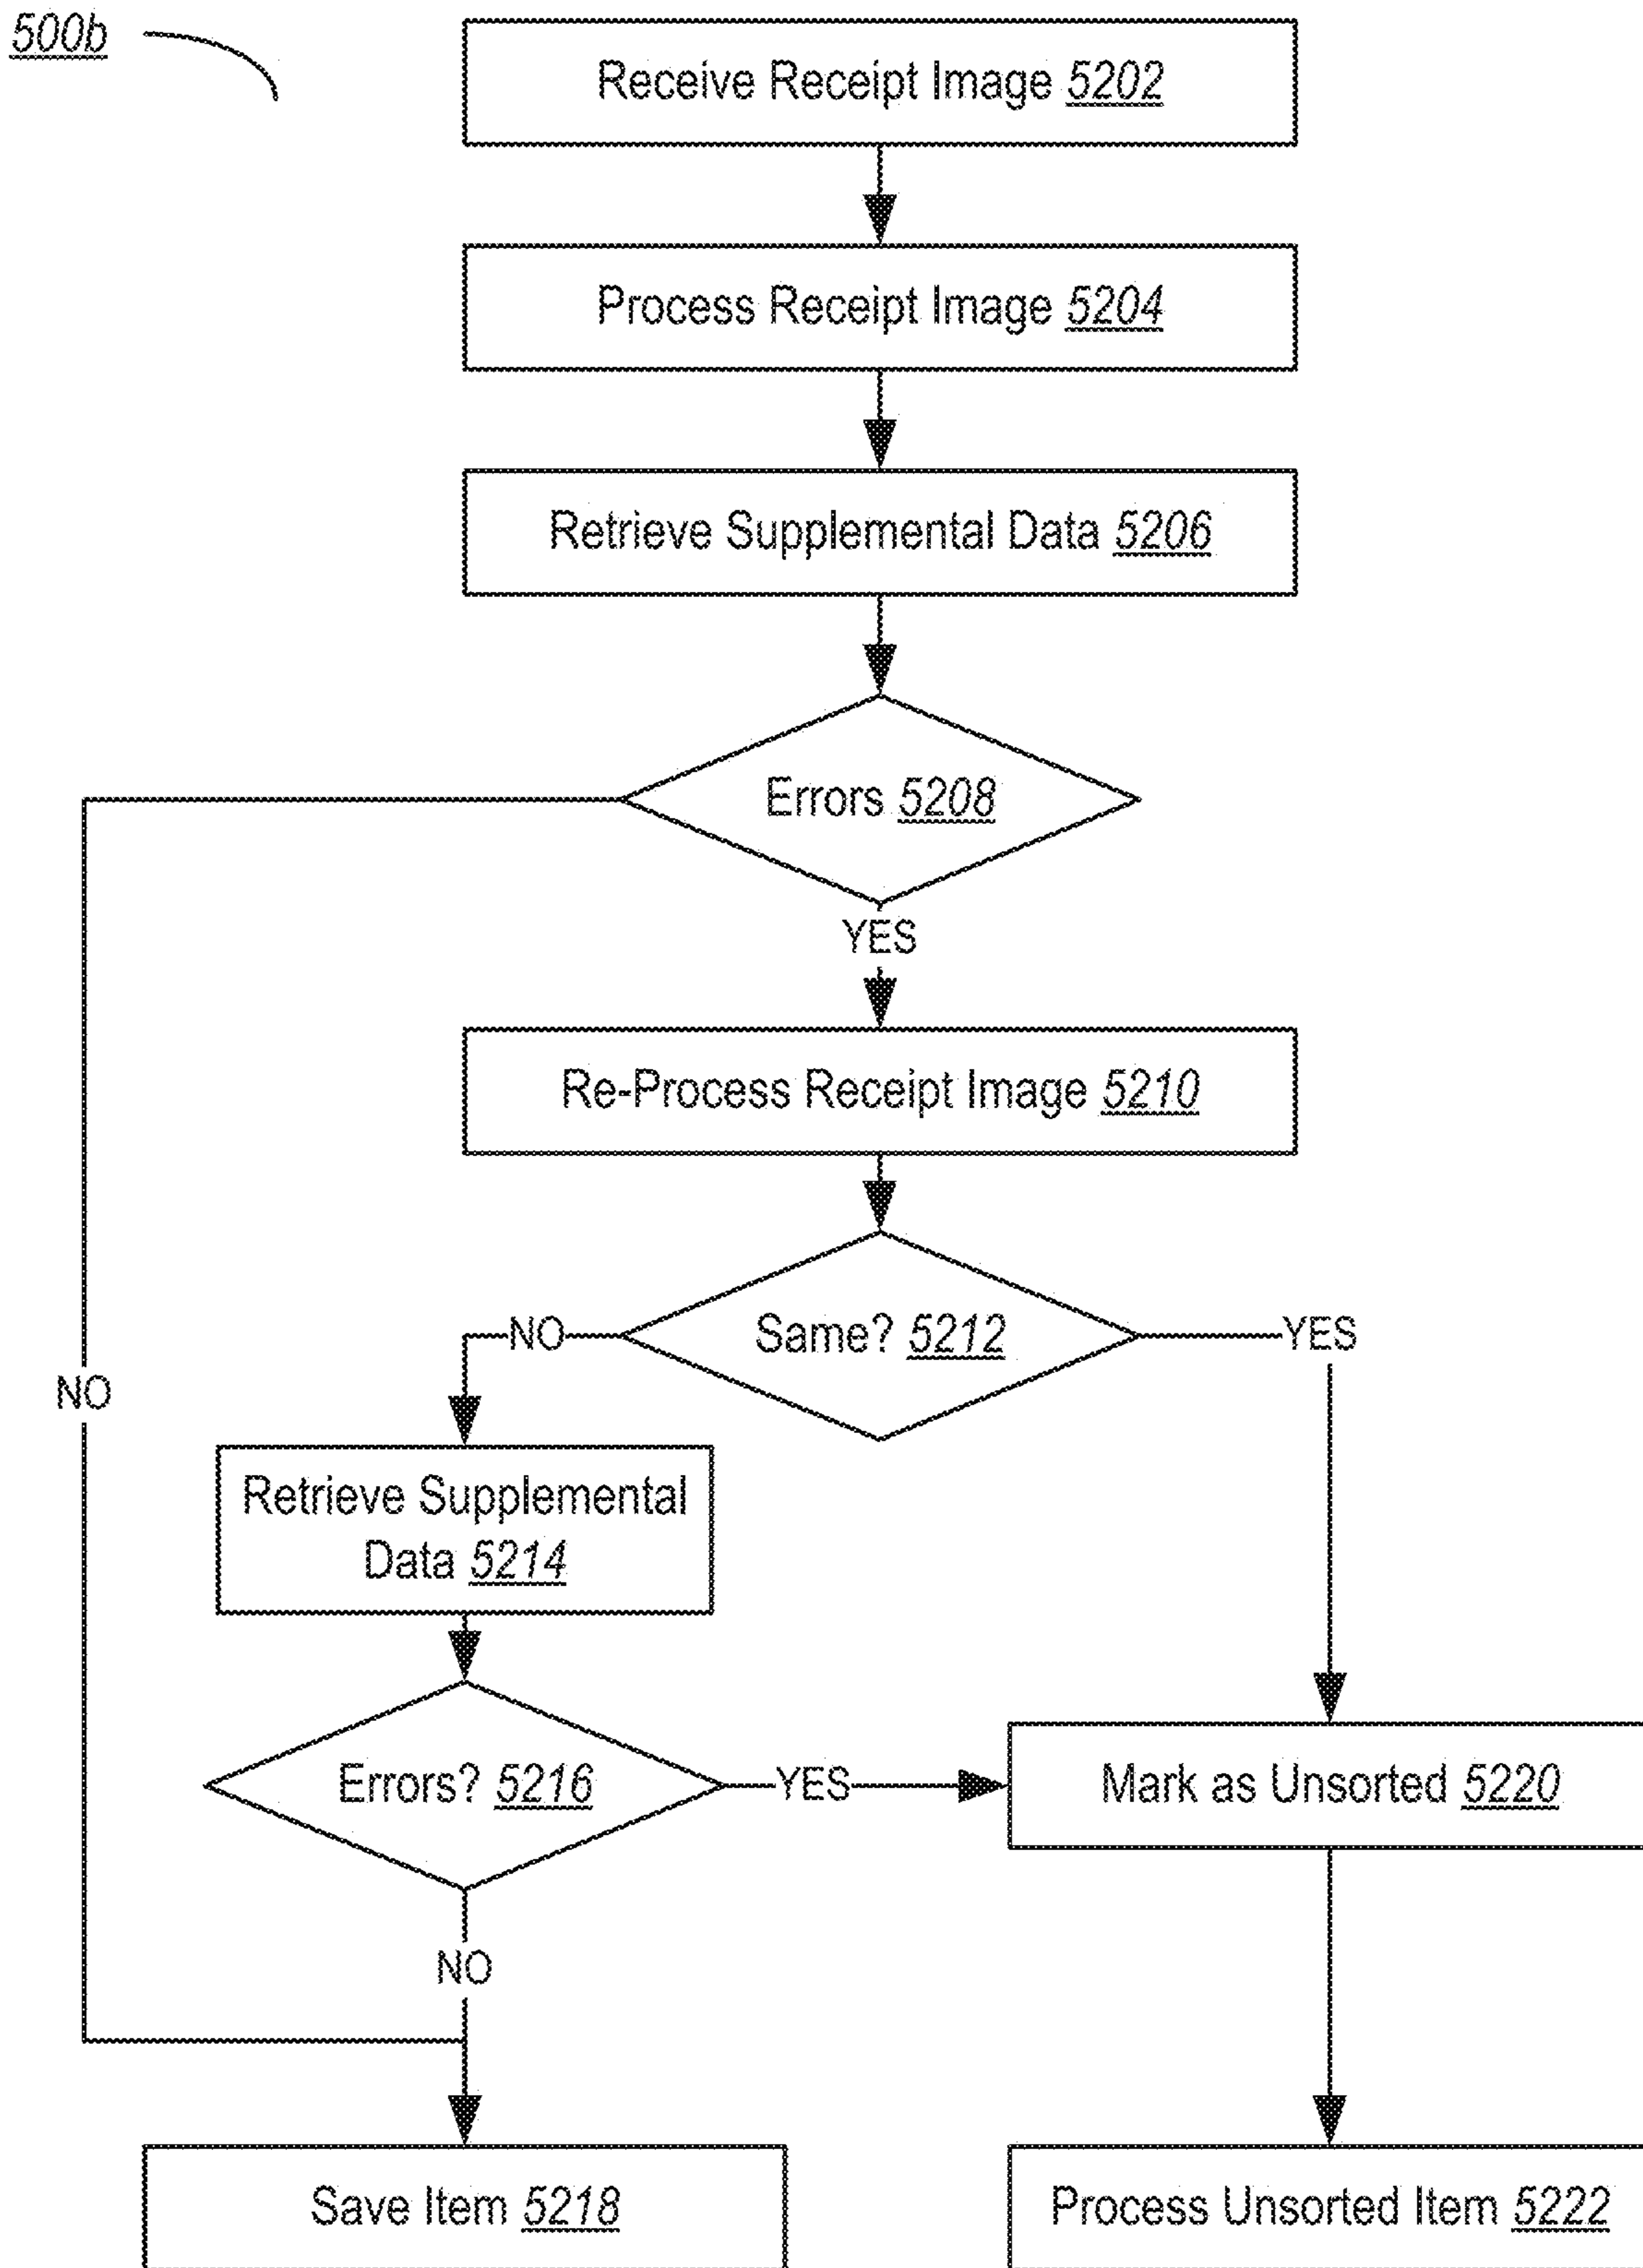 500b
Receive Receipt Image 5202
Process Receipt Image 5204
Retrieve Supplemental Data 5206
Errors 5208
YES
Re-Process Receipt Image 5210
Same? 5212
NO
YES
NO
Retrieve Supplemental
Data 5214
Errors? 5216
YES
Mark as Unsorted 5220
NO
Save Item 5218
Process Unsorted Item 5222